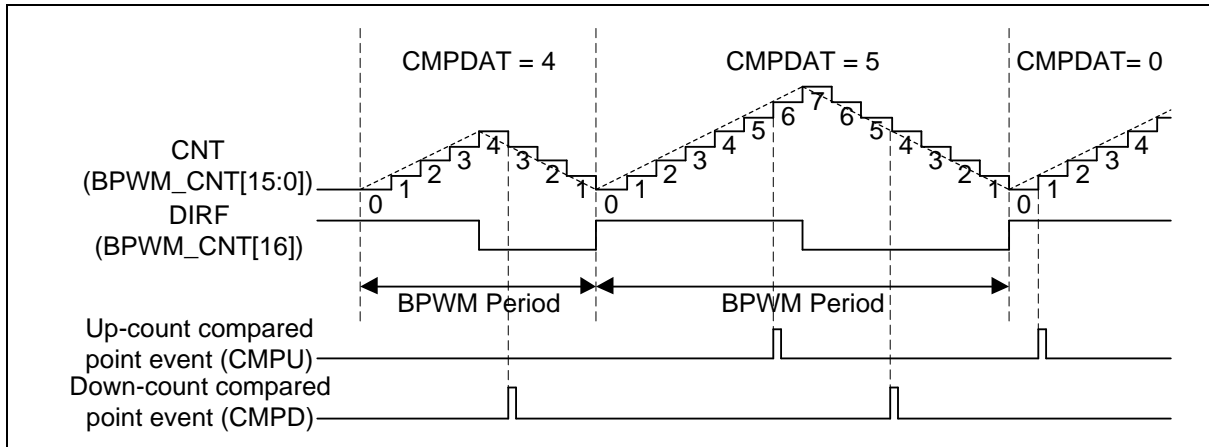 CMPDAT = 4
CMPDAT = 5
CMPDAT= 0
CNT
(BPWM_CNT[15:0])
0 1 2 3 4 3 2 1 0 1 2 3 4 5 6 7 6 5 4 3 2 1 0 1 2 3 4
DIRF
(BPWM_CNT[16])
BPWM Period
BPWM Period
Up-count compared
point event (CMPU)
Down-count compared
point event (CMPD)